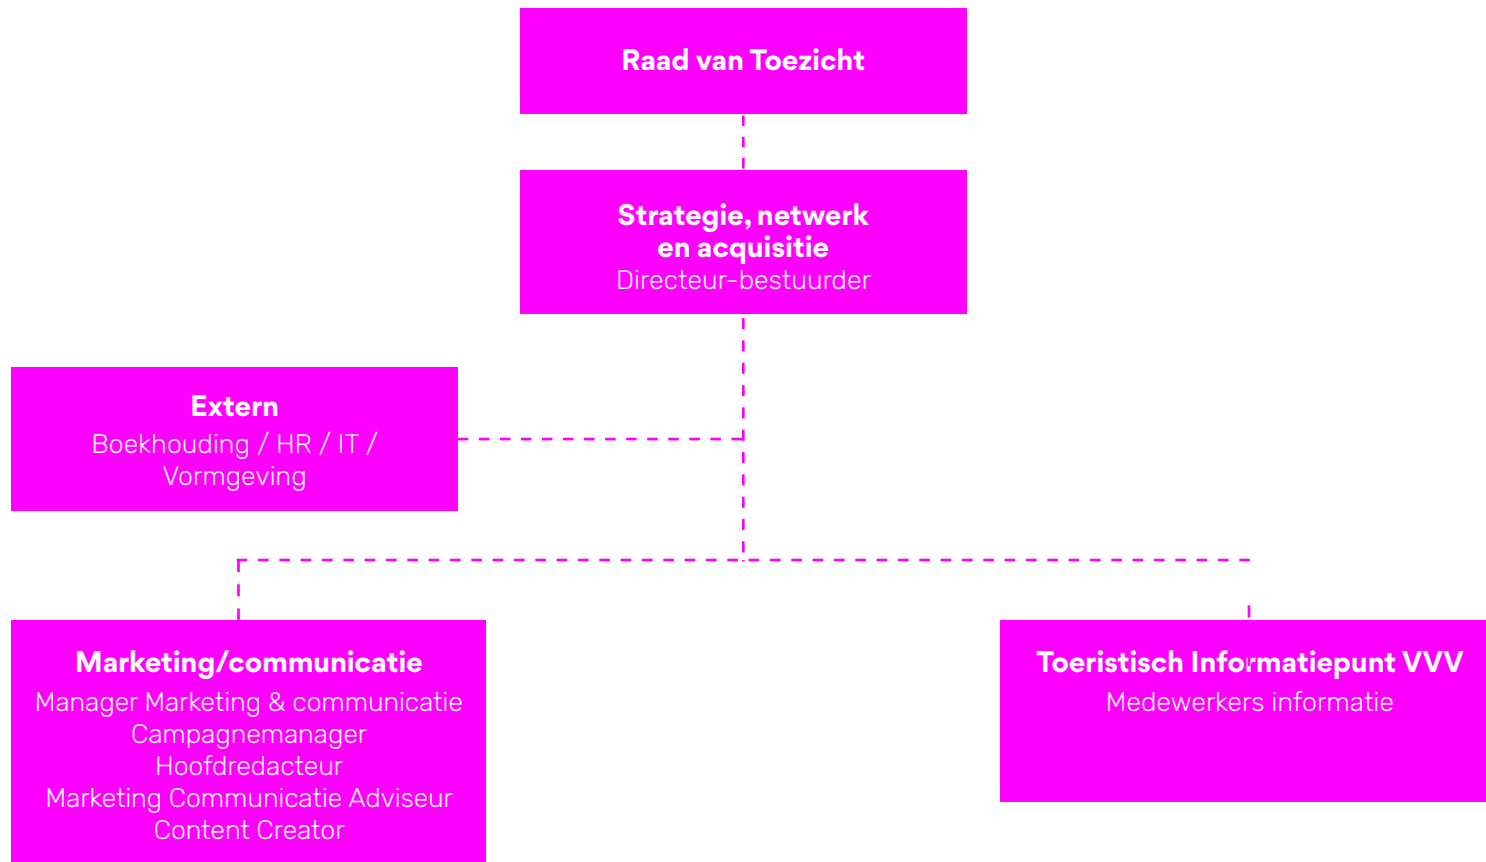 Raad van Toezicht
Strategie, netwerk
en acquisitie
Directeur-bestuurder
Extern
Boekhouding / HR / IT /
Vormgeving
Marketing/communicatie
Manager Marketing & communicatie
Campagnemanager
Hoofdredacteur
Marketing Communicatie Adviseur
Content Creator
Toeristisch Informatiepunt VVV
Medewerkers informatie